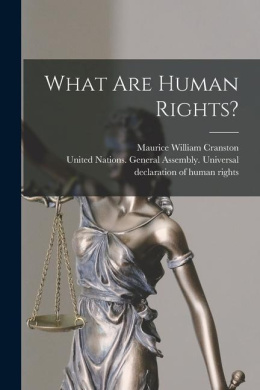 What Are Human
Rights?
Maurice William Cranston
United Nations. General Assembly. Universal
declaration of human rights